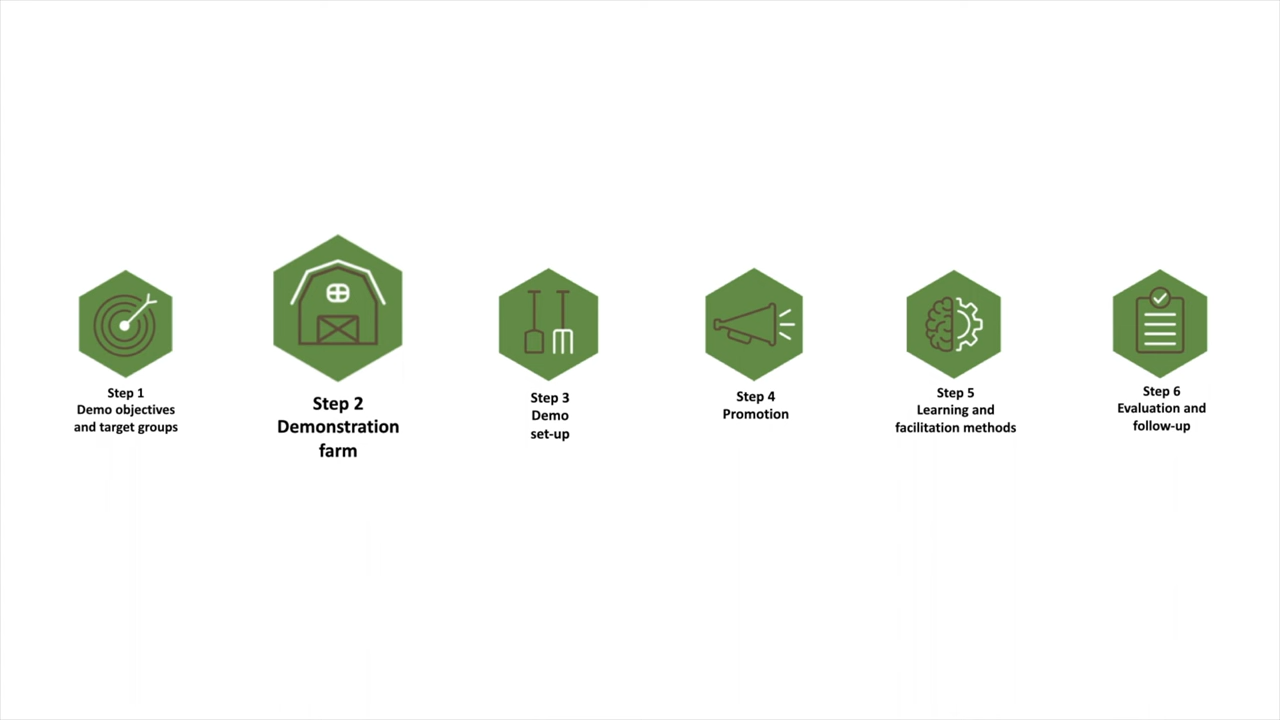 Step 1
Demo objectives
and target groups
Step 2
Demonstration
farm
Step 3
Demo
set-up
Step 4
Promotion
Step 5
Learning and
facilitation methods
Step 6
Evaluation and
follow-up